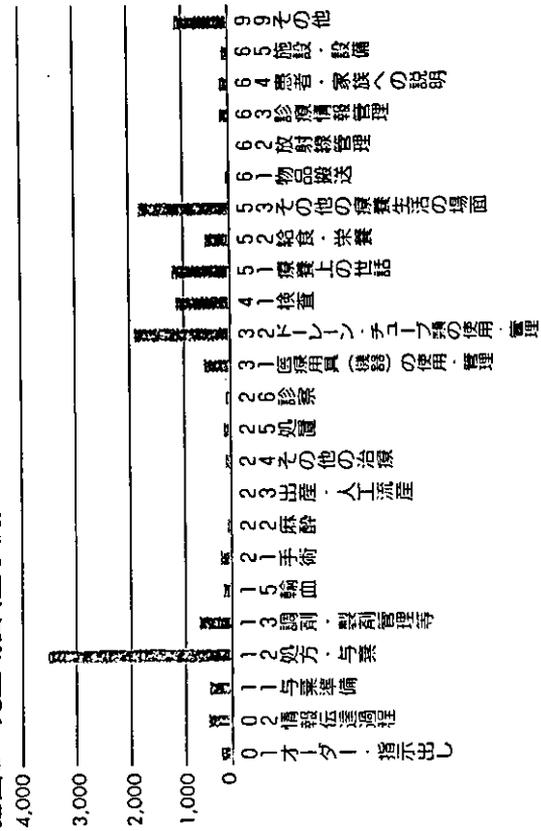 4,000
3,000
2,000
1,000
0
01オーダー・指示出し
02情報伝達過程
11与薬準備
12処方・与薬
13調剤・製剤管理等
15輸血
21手術
22麻酔
23出産・人工流産
24その他の治療
25処置
26診察
31医療用具（機器）の使用・管理
32ドレーン・チューブ類の使用・管理
41検査
51療養上の世話
52給食・栄養
53その他の療養生活の場面
61物品搬送
62放射線管理
63診療情報管理
64患者・家族への説明
65施設・設備
99その他